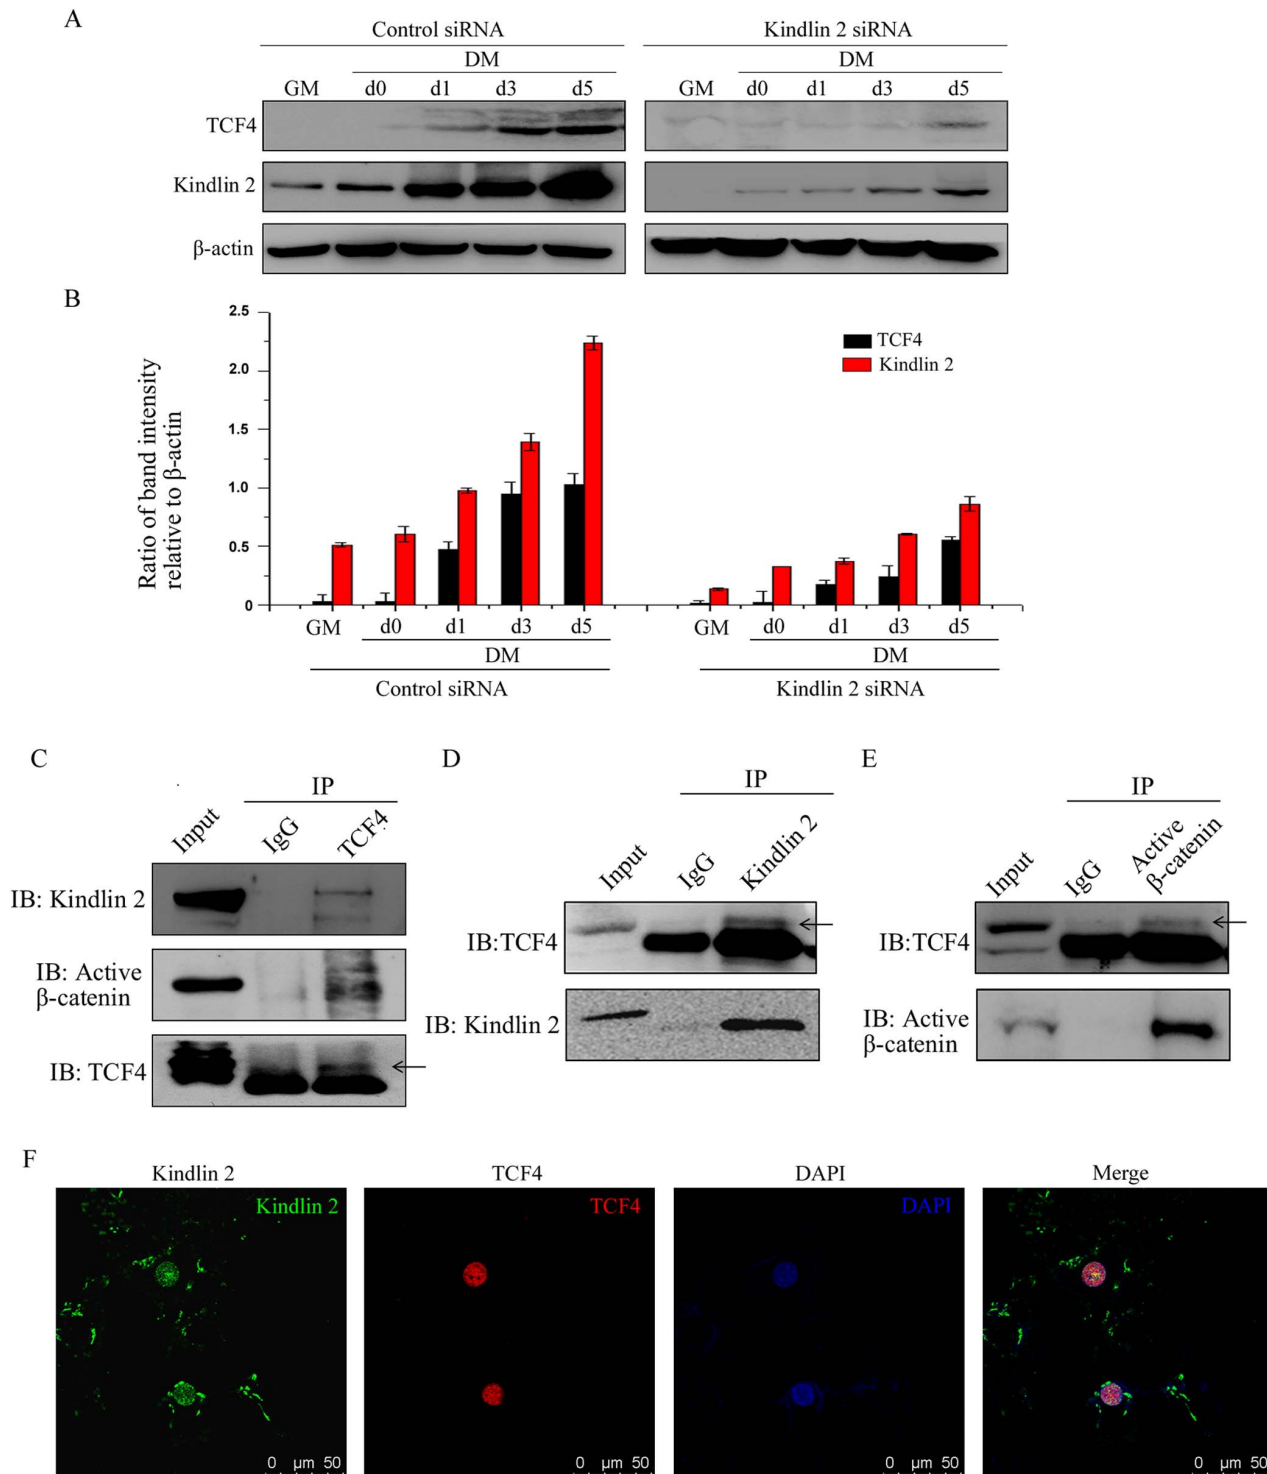 A
Control siRNA
Kindlin 2 siRNA
DM
DM
GM d0 d1 d3 d5
GM d0 d1 d3 d5
TCF4
Kindlin 2
β-actin
B
Ratio of band intensity
relative to β-actin
2.5
2.0
1.5
1.0
0.5
0
TCF4
Kindlin 2
GM d0 d1 d3 d5
GM d0 d1 d3 d5
DM
DM
Control siRNA
Kindlin 2 siRNA
C
IP
Input
IgG
TCF4
IB: Kindlin 2
IB: Active
β-catenin
IB: TCF4
D
IP
Input
IgG
Kindlin 2
IB:TCF4
IB: Kindlin 2
E
IP
Input
IgG
Active
β-catenin
IB:TCF4
IB: Active
β-catenin
F
Kindlin 2
TCF4
DAPI
Merge
Kindlin 2
TCF4
DAPI
0 µm 50
0 µm 50
0 µm 50
0 µm 50